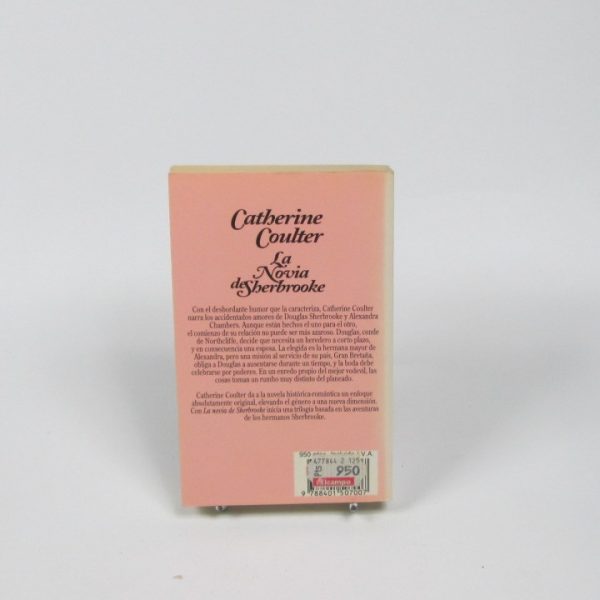 Catherine
Coulter
La
Novia
de Sherbrooke
Con el desbordante humor que la caracteriza, Catherine Coulter
narra los accidentados amores de Douglas Sherbrooke y Alexandra
Chambers. Aunque están hechos el uno para el otro,
el comienzo de su relación no puede ser más azaroso. Douglas, conde
de Northcliffe, decide que necesita un heredero a corto plazo,
y en consecuencia una esposa. La elegida es la hermana mayor de
Alexandra, pero una misión al servicio de su país, Gran Bretaña,
obliga a Douglas a ausentarse durante un tiempo, y la boda debe
celebrarse por poderes. En un enredo propio del mejor vodevil, las
cosas toman un rumbo muy distinto del planeado.
Catherine Coulter da a la novela histórica-romántica un enfoque
absolutamente original, elevando el género a una nueva dimensión.
Con La novia de Sherbrooke inicia una trilogía basada en las aventuras
de los hermanos Sherbrooke.
950
Pts 950
Alcampo
9 788401 507007